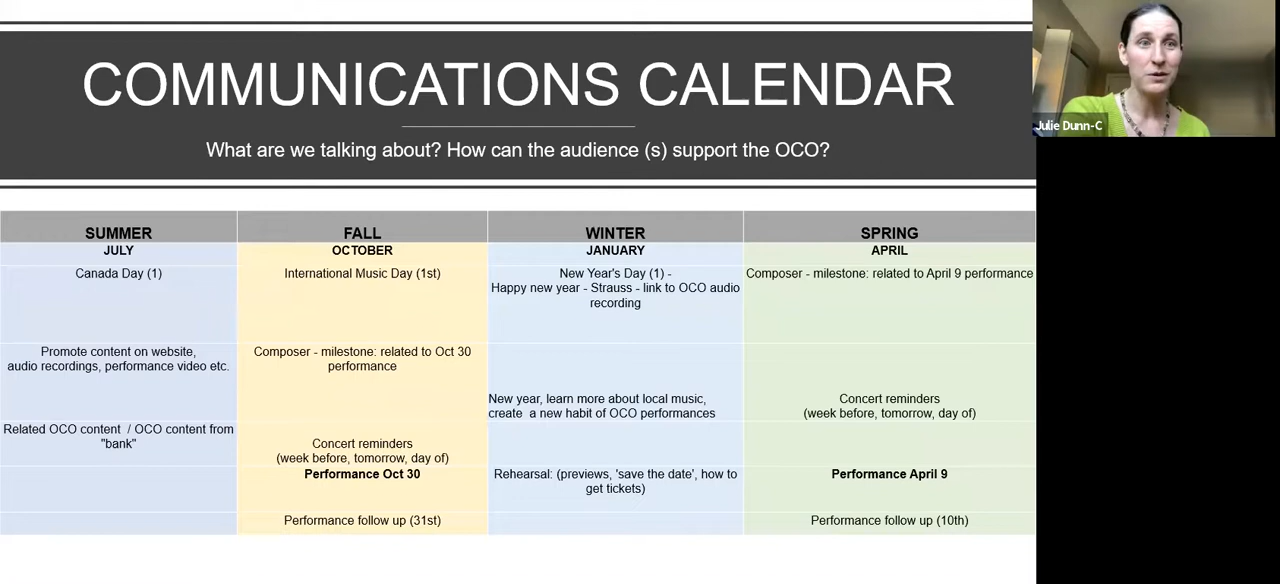 COMMUNICATIONS CALENDAR
What are we talking about? How can the audience (s) support the OCO?
Julie Dunn-C
SUMMER FALL WINTER SPRING
JULY OCTOBER JANUARY APRIL
Canada Day (1)
International Music Day (1st)
New Year's Day (1) -
Happy new year - Strauss - link to OCO audio
recording
Composer - milestone: related to April 9 performance
Promote content on website,
audio recordings, performance video etc.
Composer - milestone: related to Oct 30
performance
New year, learn more about local music,
create a new habit of OCO performances
Concert reminders
(week before, tomorrow, day of)
Related OCO content / OCO content from
"bank"
Concert reminders
(week before, tomorrow, day of)
Performance Oct 30
Rehearsal: (previews, 'save the date', how to
get tickets)
Performance April 9
Performance follow up (31st)
Performance follow up (10th)